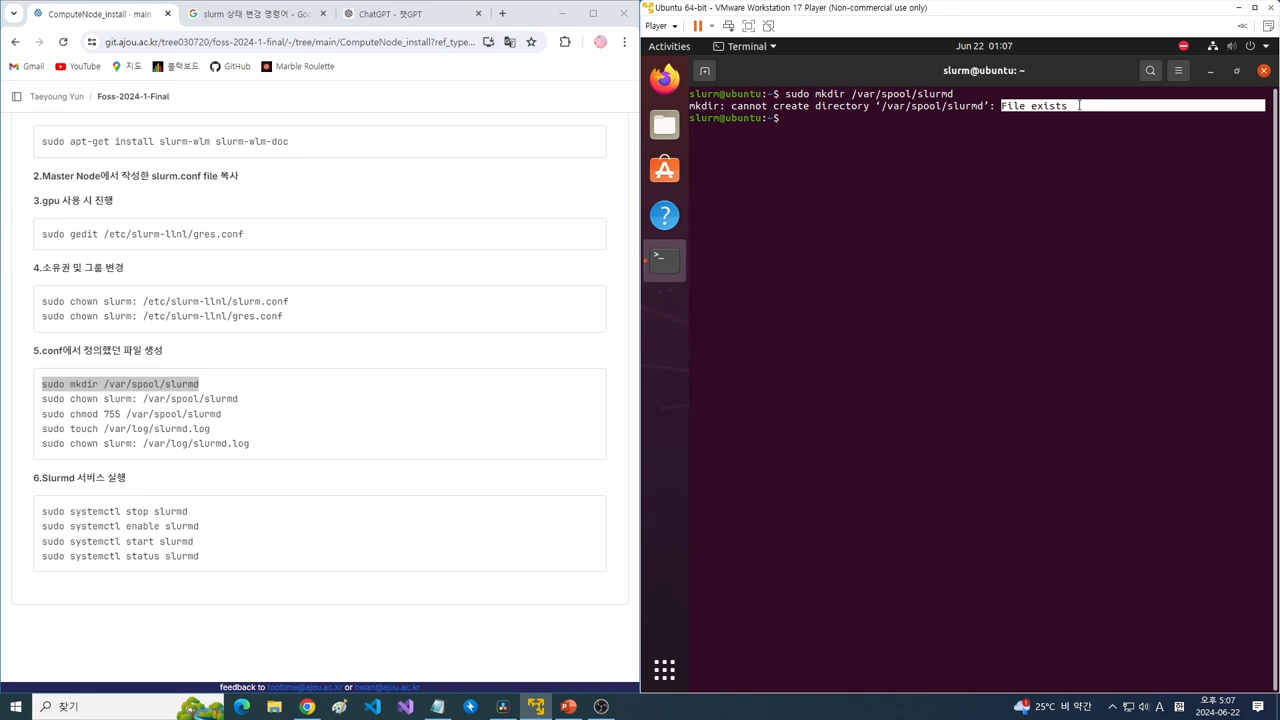 ComputeNode_install · main
slurm 상태 변경 명령어 - Goo
ChatGPT - 챗GPT
git.ajou.ac.kr/tree030720/foss-2024-1-final/-/tree/main/ComputeNode_install?ref_type...
Gmail
YouTube
지도
블랙보드
GitHub
Marble Roulette
Taeyoung Yun / Foss-2024-1-Final
sudo apt-get install slurm-wlm slurm-wlm-doc
2.Master Node에서 작성한 slurm.conf file 복사
3.gpu 사용 시 진행
sudo gedit /etc/slurm-llnl/gres.conf
4.소유권 및 그룹 변경
sudo chown slurm: /etc/slurm-llnl/slurm.conf
sudo chown slurm: /etc/slurm-llnl/gres.conf
5.conf에서 정의했던 파일 생성
sudo mkdir /var/spool/slurmd
sudo chown slurm: /var/spool/slurmd
sudo chmod 755 /var/spool/slurmd
sudo touch /var/log/slurmd.log
sudo chown slurm: /var/log/slurmd.log
6.Slurmd 서비스 실행
sudo systemctl stop slurmd
sudo systemctl enable slurmd
sudo systemctl start slurmd
sudo systemctl status slurmd
feedback to tooltime@ajou.ac.kr or hwan@ajou.ac.kr
Ubuntu 64-bit - VMware Workstation 17 Player (Non-commercial use only)
Player
Activities
Terminal
Jun 22 01:07
slurm@ubuntu: ~
slurm@ubuntu:~$ sudo mkdir /var/spool/slurmd
mkdir: cannot create directory ‘/var/spool/slurmd’: File exists
slurm@ubuntu:~$
찾기
25°C 비 약간
A
오후 5:07
2024-06-22